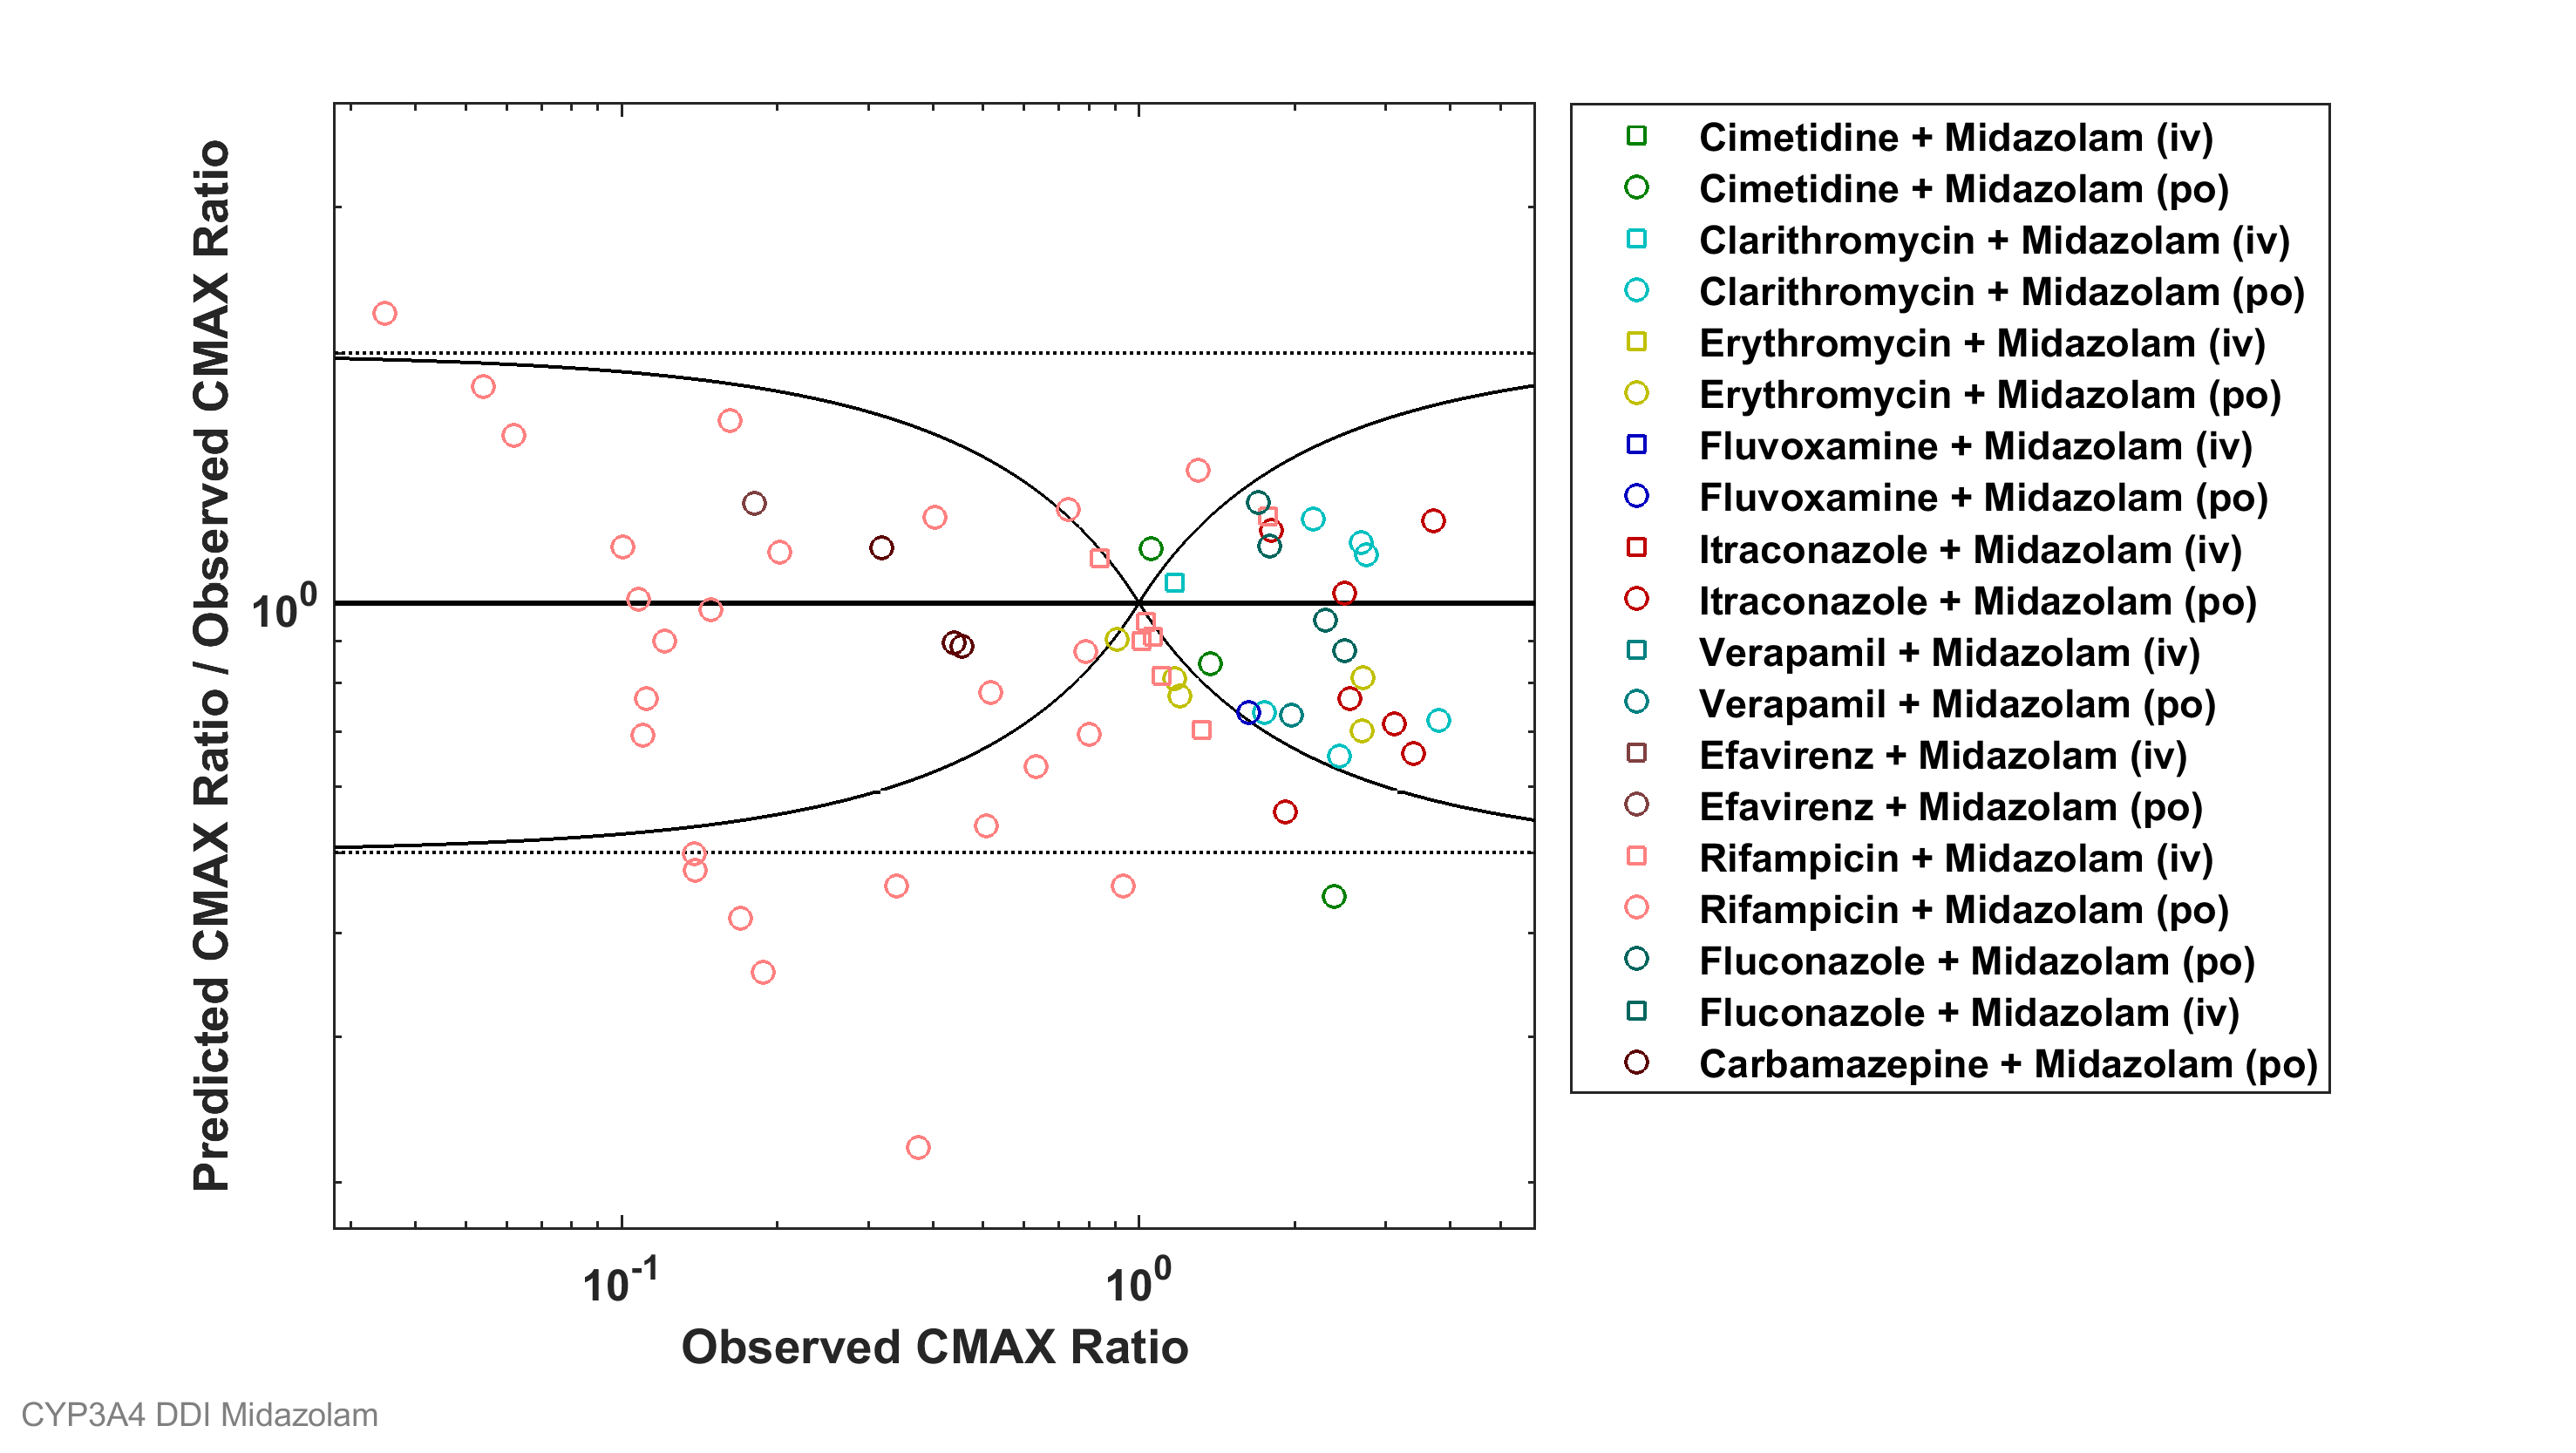 Predicted CMAX Ratio / Observed CMAX Ratio
10^0
10^-1
10^0
Observed CMAX Ratio
Cimetidine + Midazolam (iv)
Cimetidine + Midazolam (po)
Clarithromycin + Midazolam (iv)
Clarithromycin + Midazolam (po)
Erythromycin + Midazolam (iv)
Erythromycin + Midazolam (po)
Fluvoxamine + Midazolam (iv)
Fluvoxamine + Midazolam (po)
Itraconazole + Midazolam (iv)
Itraconazole + Midazolam (po)
Verapamil + Midazolam (iv)
Verapamil + Midazolam (po)
Efavirenz + Midazolam (iv)
Efavirenz + Midazolam (po)
Rifampicin + Midazolam (iv)
Rifampicin + Midazolam (po)
Fluconazole + Midazolam (po)
Fluconazole + Midazolam (iv)
Carbamazepine + Midazolam (po)
CYP3A4 DDI Midazolam